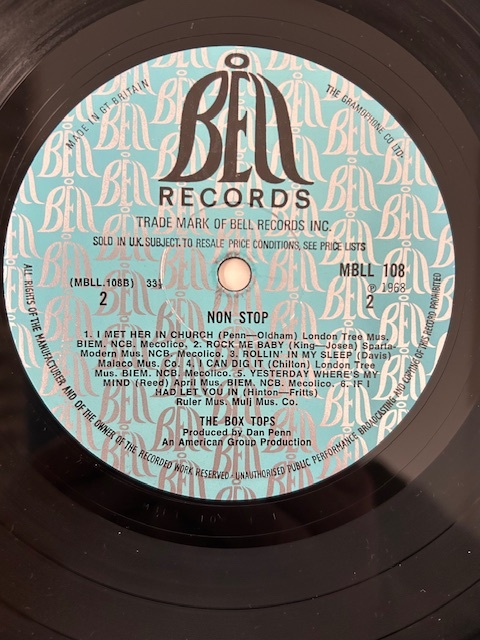 BELL
RECORDS
MADE IN GT. BRITAIN
THE GRAMOPHONE CO LTD.
TRADE MARK OF BELL RECORDS INC.
SOLD IN U.K. SUBJECT. TO RESALE PRICE CONDITIONS, SEE PRICE LISTS
(MBLL.108B) 33⅓
2
MBLL 108
Ⓟ 1968
2
NON STOP
1. I MET HER IN CHURCH (Penn—Oldham) London Tree Mus.
BIEM. NCB. Mecolico. 2. ROCK ME BABY (King—Josea) Sparta-
Modern Mus. NCB. Mecolico. 3. ROLLIN' IN MY SLEEP (Davis)
Malaco Mus. Co. 4. I CAN DIG IT (Chilton) London Tree
Mus. BIEM. NCB. Mecolico. 5. YESTERDAY WHERE'S MY
MIND (Reed) April Mus. BIEM. NCB. Mecolico. 6. IF I
HAD LET YOU IN (Hinton—Fritts)
Ruler Mus. Mulj Mus. Co.
THE BOX TOPS
Produced by Dan Penn
An American Group Production
ALL RIGHTS OF THE MANUFACTURER AND OF THE OWNER OF THE RECORDED WORK RESERVED · UNAUTHORISED PUBLIC PERFORMANCE BROADCASTING AND COPYING OF THIS RECORD PROHIBITED